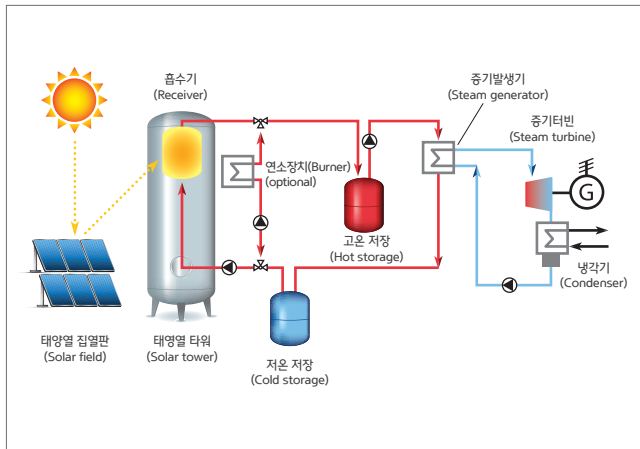 흡수기
(Receiver)
증기발생기
(Steam generator)
증기터빈
(Steam turbine)
연소장치(Burner)
(optional)
G
고온 저장
(Hot storage)
냉각기
(Condenser)
태양열 집열판
(Solar field)
태영열 타워
(Solar tower)
저온 저장
(Cold storage)